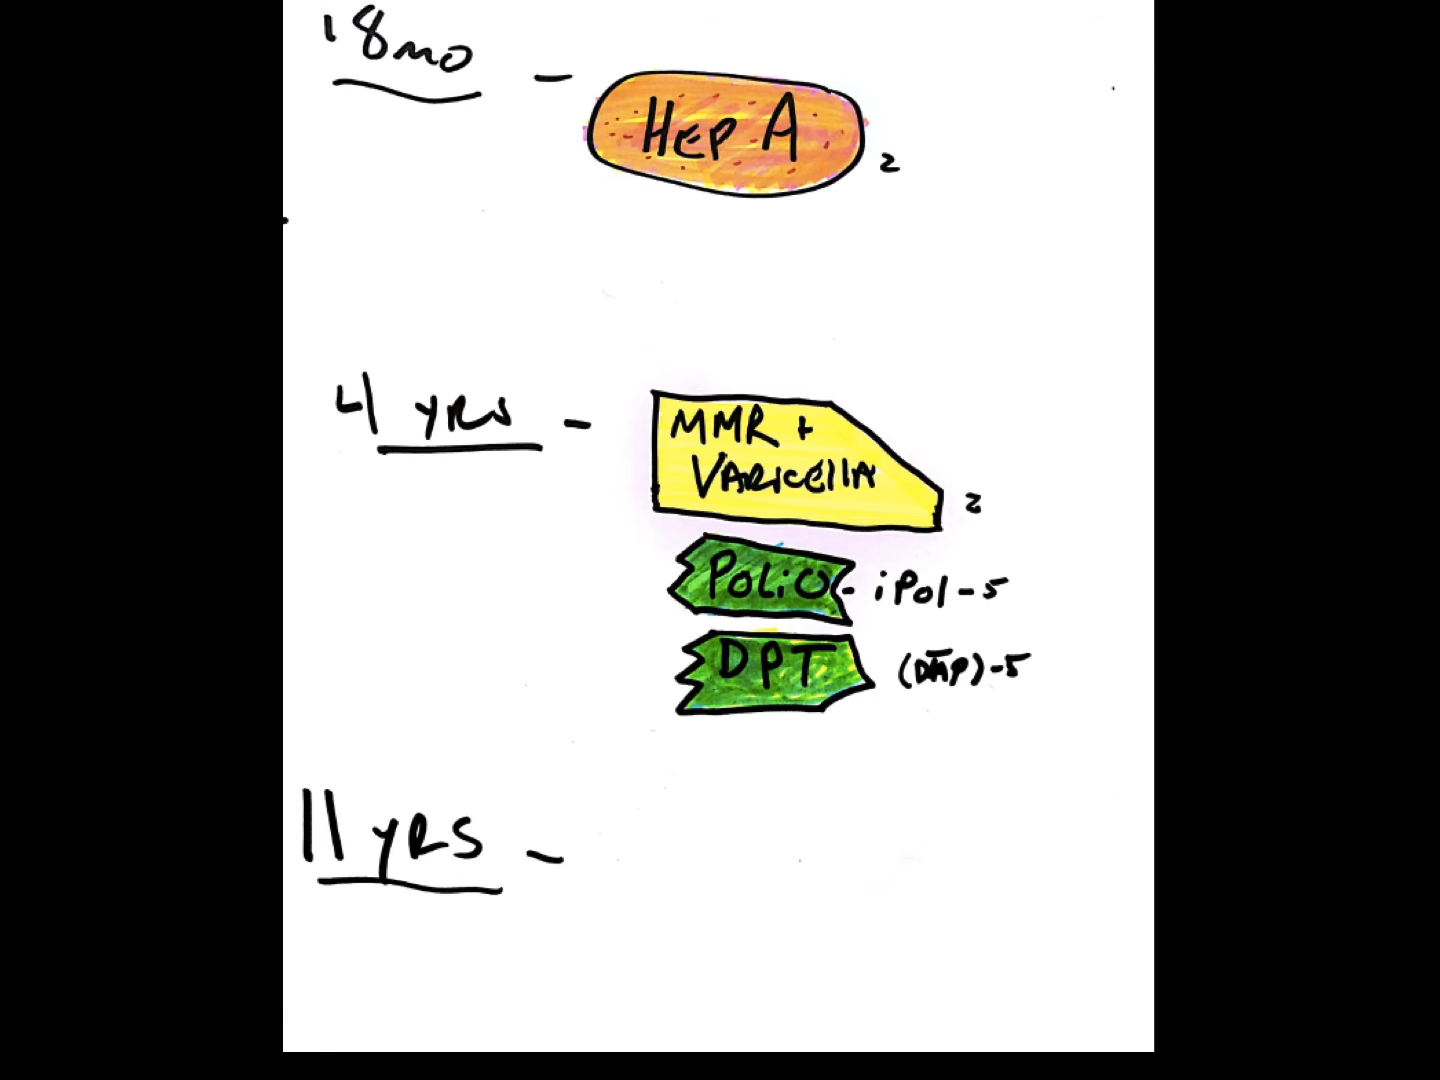 18mo - Hep A 2
4 yrs - MMR +
Varicella 2
Polio - iPol - 5
DPT (DTAP) - 5
11 yrs -